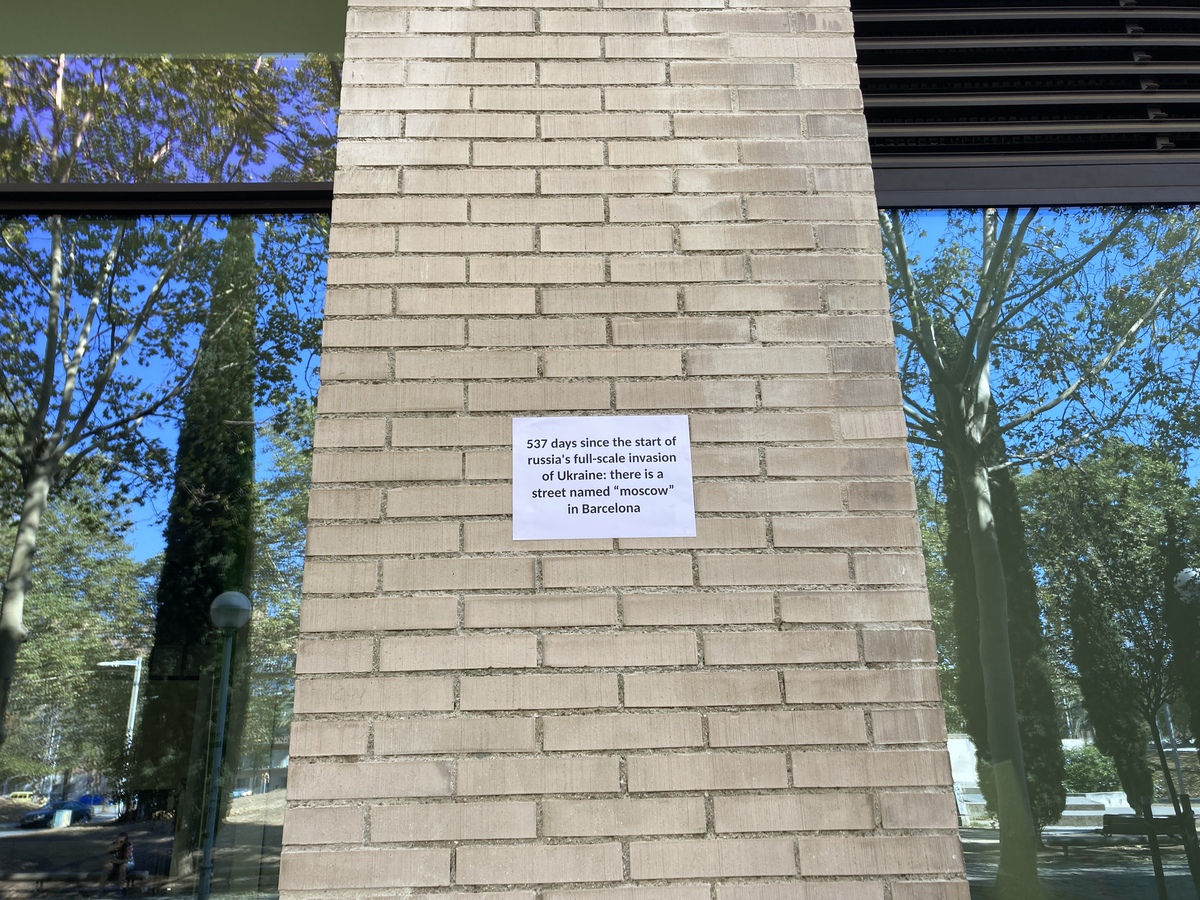 537 days since the start of
russia's full-scale invasion
of Ukraine: there is a
street named “moscow”
in Barcelona